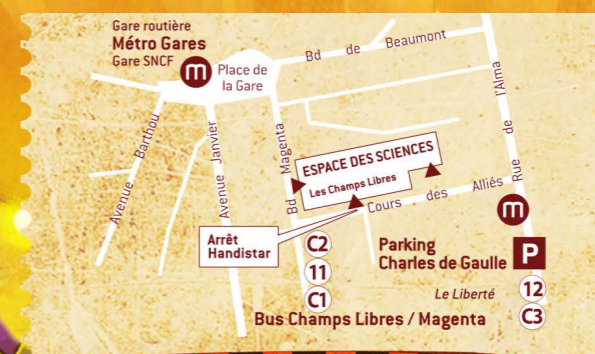 Gare routière
Métro Gares
Gare SNCF
m
Place de
la Gare
Bd de Beaumont
Rue de l'Alma
Avenue Barthou
Avenue Janvier
Bd Magenta
ESPACE DES SCIENCES
Les Champs Libres
Cours des Alliés
m
Arrêt
Handistar
C2
11
C1
Bus Champs Libres / Magenta
Parking
Charles de Gaulle
P
Le Liberté
12
C3